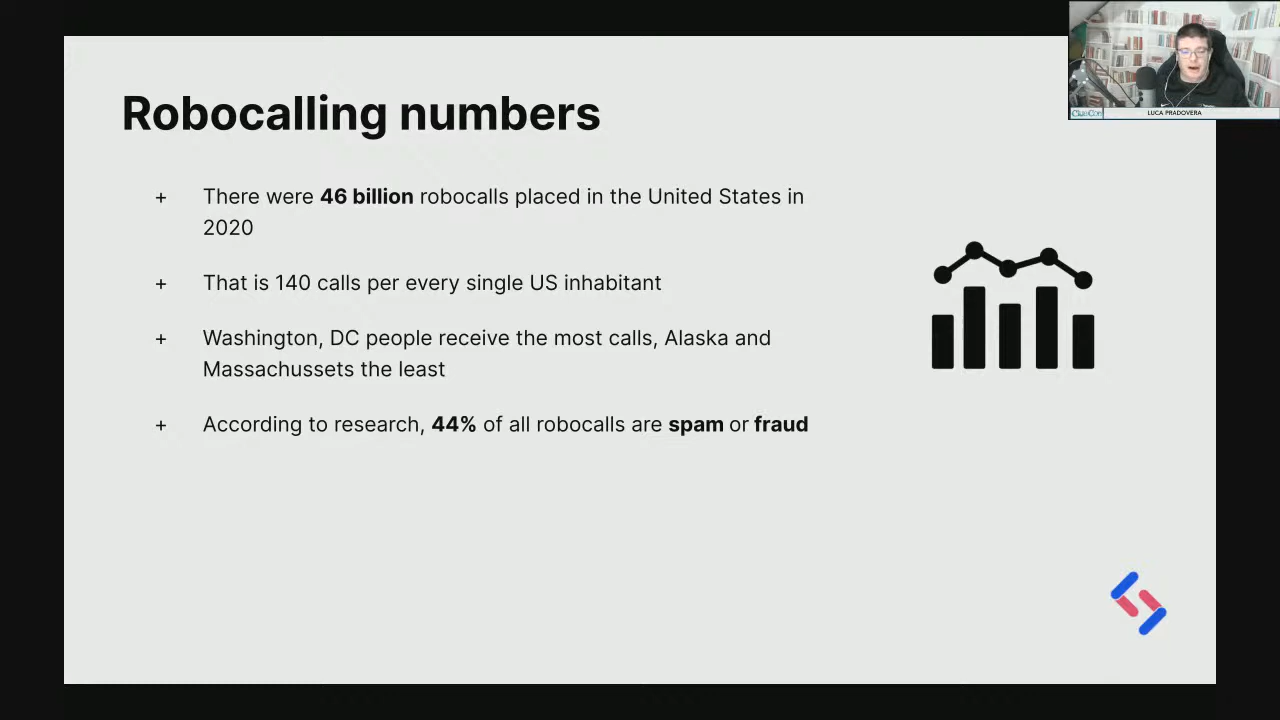 Robocalling numbers
+ There were 46 billion robocalls placed in the United States in
2020
+ That is 140 calls per every single US inhabitant
+ Washington, DC people receive the most calls, Alaska and
Massachussets the least
+ According to research, 44% of all robocalls are spam or fraud
ClueCon
LUCA PRADOVERA